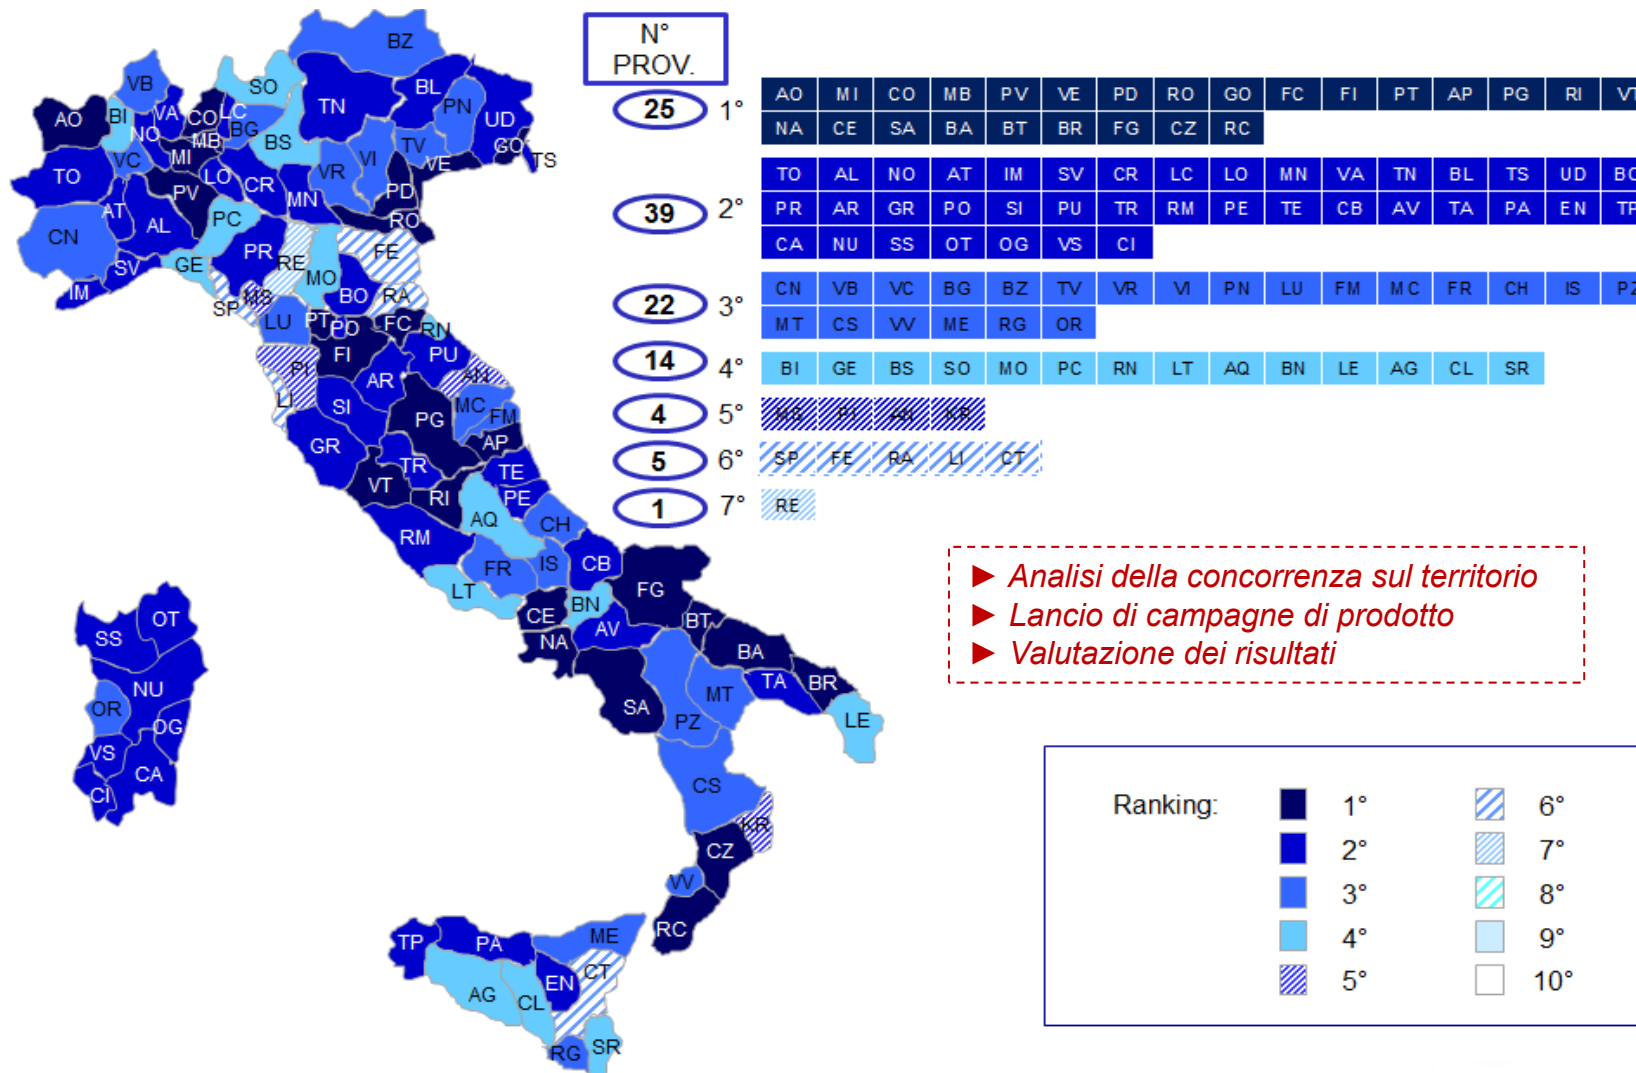 N°
PROV.
25 1° AO MI CO MB PV VE PD RO GO FC FI PT AP PG RI VT
NA CE SA BA BT BR FG CZ RC
39 2° TO AL NO AT IM SV CR LC LO MN VA TN BL TS UD BO
PR AR GR PO SI PU TR RM PE TE CB AV TA PA EN TP
CA NU SS OT OG VS CI
22 3° CN VB VC BG BZ TV VR VI PN LU FM MC FR CH IS PZ
MT CS VV ME RG OR
14 4° BI GE BS SO MO PC RN LT AQ BN LE AG CL SR
4 5° MS PI AN KR
5 6° SP FE RA LI CT
1 7° RE
► Analisi della concorrenza sul territorio
► Lancio di campagne di prodotto
► Valutazione dei risultati
Ranking:
1° 6°
2° 7°
3° 8°
4° 9°
5° 10°
BZ
VB SO TN BL PN UD
AO BI VA CO LC BG
NO MB BS VI TV GO TS
VC MI VR VE
TO LO CR MN PD
PV RO
AT AL PC
CN PR RE FE
GE MO
SV BO RA
IM SP MS
LU PT PO FC RN
FI PU
PI AR AN
LI SI MC
PG FM
GR AP
TR TE
VT RI PE
AQ CH
RM
FR IS CB
LT FG
CE BN
BT
NA AV BA
TA BR
MT
SA PZ LE
CS
KR
CZ
VV
RC
OT
SS
NU
OR
OG
VS
CA
CI
TP PA ME
CT
EN
AG CL
RG SR